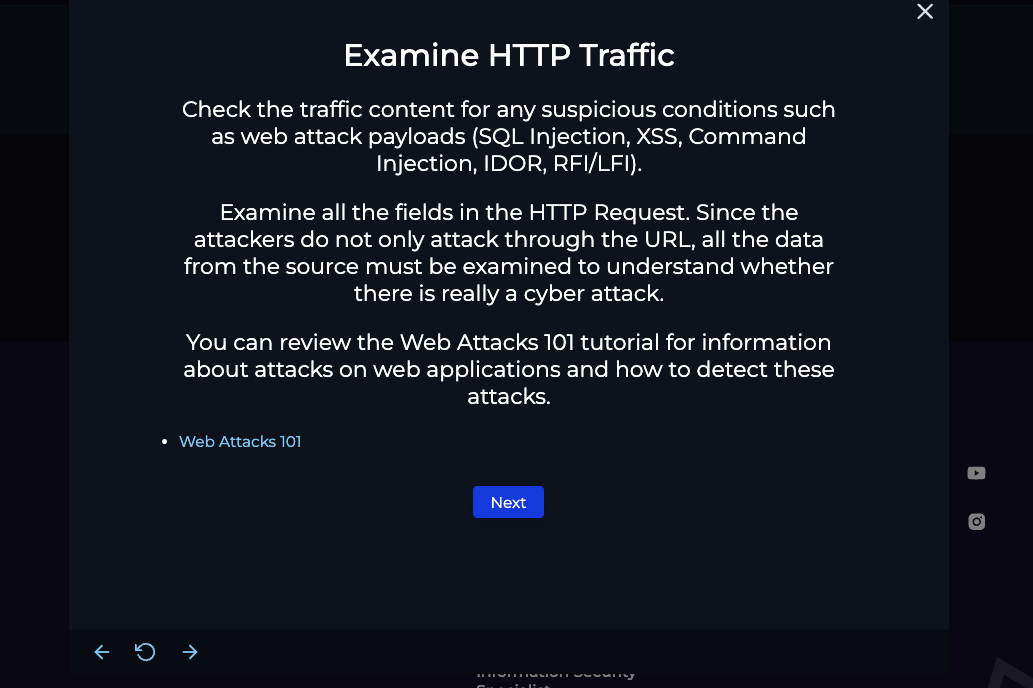 Examine HTTP Traffic
Check the traffic content for any suspicious conditions such
as web attack payloads (SQL Injection, XSS, Command
Injection, IDOR, RFI/LFI).
Examine all the fields in the HTTP Request. Since the
attackers do not only attack through the URL, all the data
from the source must be examined to understand whether
there is really a cyber attack.
You can review the Web Attacks 101 tutorial for information
about attacks on web applications and how to detect these
attacks.
Web Attacks 101
Next
Information Security
Specialist